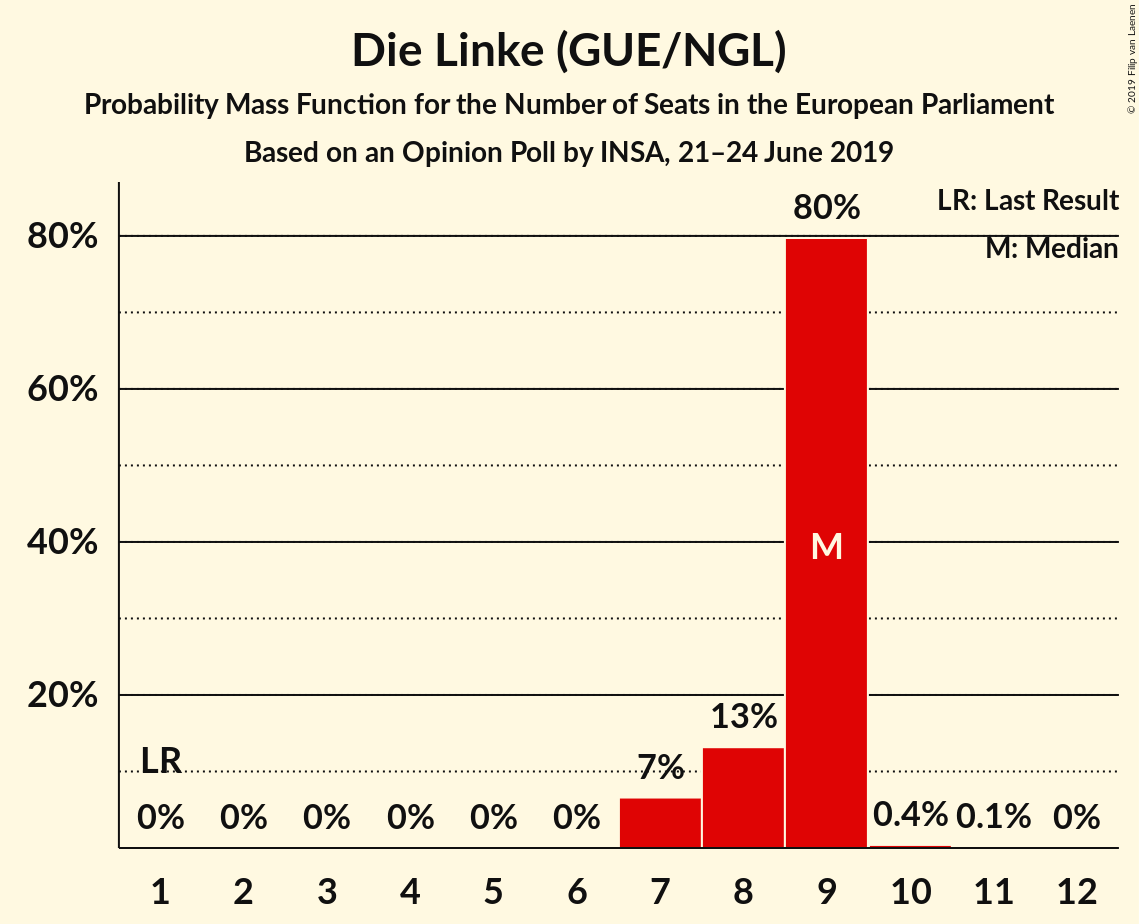 Die Linke (GUE/NGL)
Probability Mass Function for the Number of Seats in the European Parliament
Based on an Opinion Poll by INSA, 21–24 June 2019
© 2019 Filip van Laenen
LR: Last Result
M: Median
80%
60%
40%
20%
LR
0%
0%
0%
0%
0%
0%
7%
13%
80%
M
0.4%
0.1%
0%
1 2 3 4 5 6 7 8 9 10 11 12